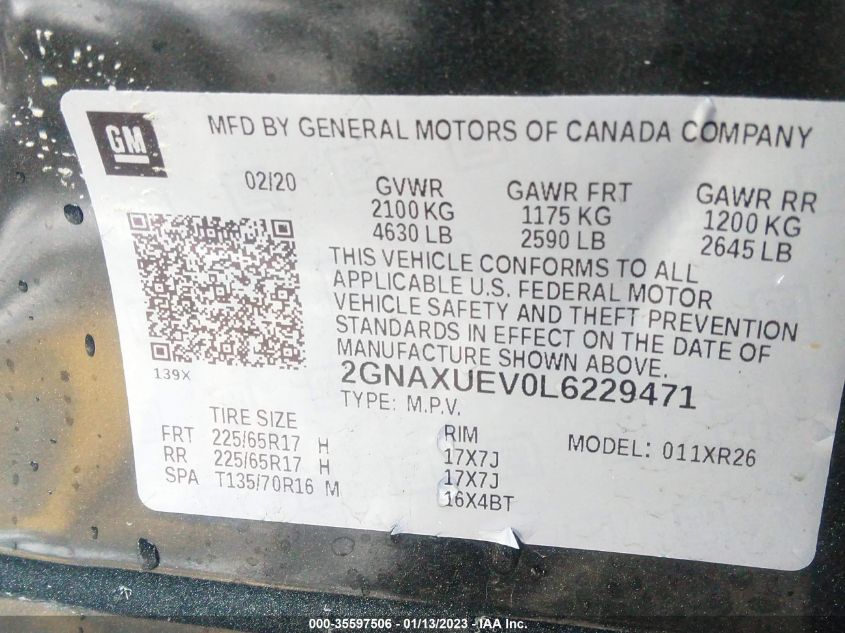 GM
MFD BY GENERAL MOTORS OF CANADA COMPANY
02/20
GVWR GAWR FRT GAWR RR
2100 KG 1175 KG 1200 KG
4630 LB 2590 LB 2645 LB
THIS VEHICLE CONFORMS TO ALL
APPLICABLE U.S. FEDERAL MOTOR
VEHICLE SAFETY AND THEFT PREVENTION
STANDARDS IN EFFECT ON THE DATE OF
MANUFACTURE SHOWN ABOVE.
139X
2GNAXUEV0L6229471
TYPE: M.P.V.
TIRE SIZE RIM MODEL: 011XR26
FRT 225/65R17 H 17X7J
RR 225/65R17 H 17X7J
SPA T135/70R16 M 16X4BT
000-35597506 / 01/13/2023 - IAA Inc.